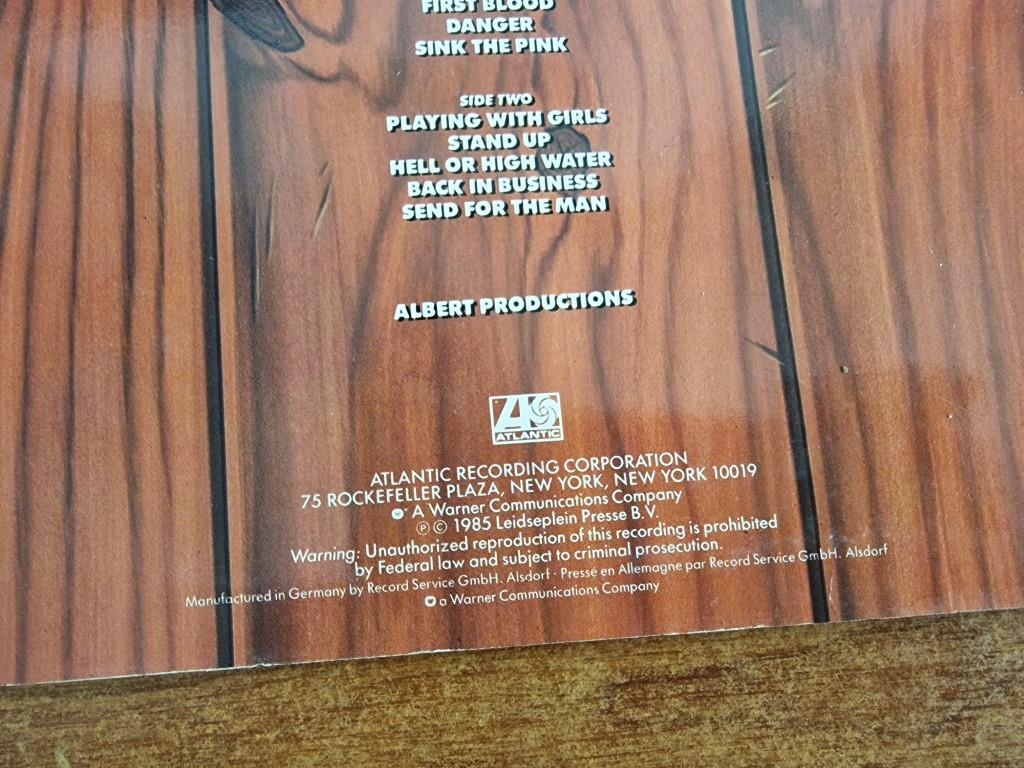 FIRST BLOOD
DANGER
SINK THE PINK
SIDE TWO
PLAYING WITH GIRLS
STAND UP
HELL OR HIGH WATER
BACK IN BUSINESS
SEND FOR THE MAN
ALBERT PRODUCTIONS
ATLANTIC
ATLANTIC RECORDING CORPORATION
75 ROCKEFELLER PLAZA, NEW YORK, NEW YORK 10019
A Warner Communications Company
℗ © 1985 Leidseplein Presse B.V.
Warning: Unauthorized reproduction of this recording is prohibited
by Federal law and subject to criminal prosecution.
Manufactured in Germany by Record Service GmbH. Alsdorf · Pressé en Allemagne par Record Service GmbH. Alsdorf
a Warner Communications Company